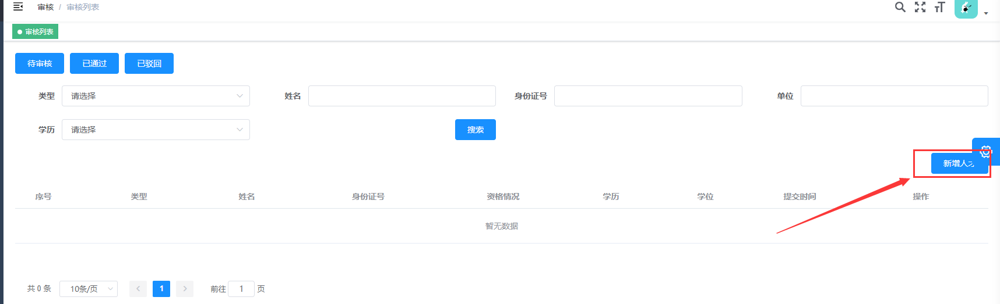 审核 / 审核列表
审核列表
待审核 已通过 已驳回
类型 请选择 姓名 身份证号 单位
学历 请选择 搜索
新增人才
序号 类型 姓名 身份证号 资格情况 学历 学位 提交时间 操作
暂无数据
共 0 条 10条/页 1 前往 1 页